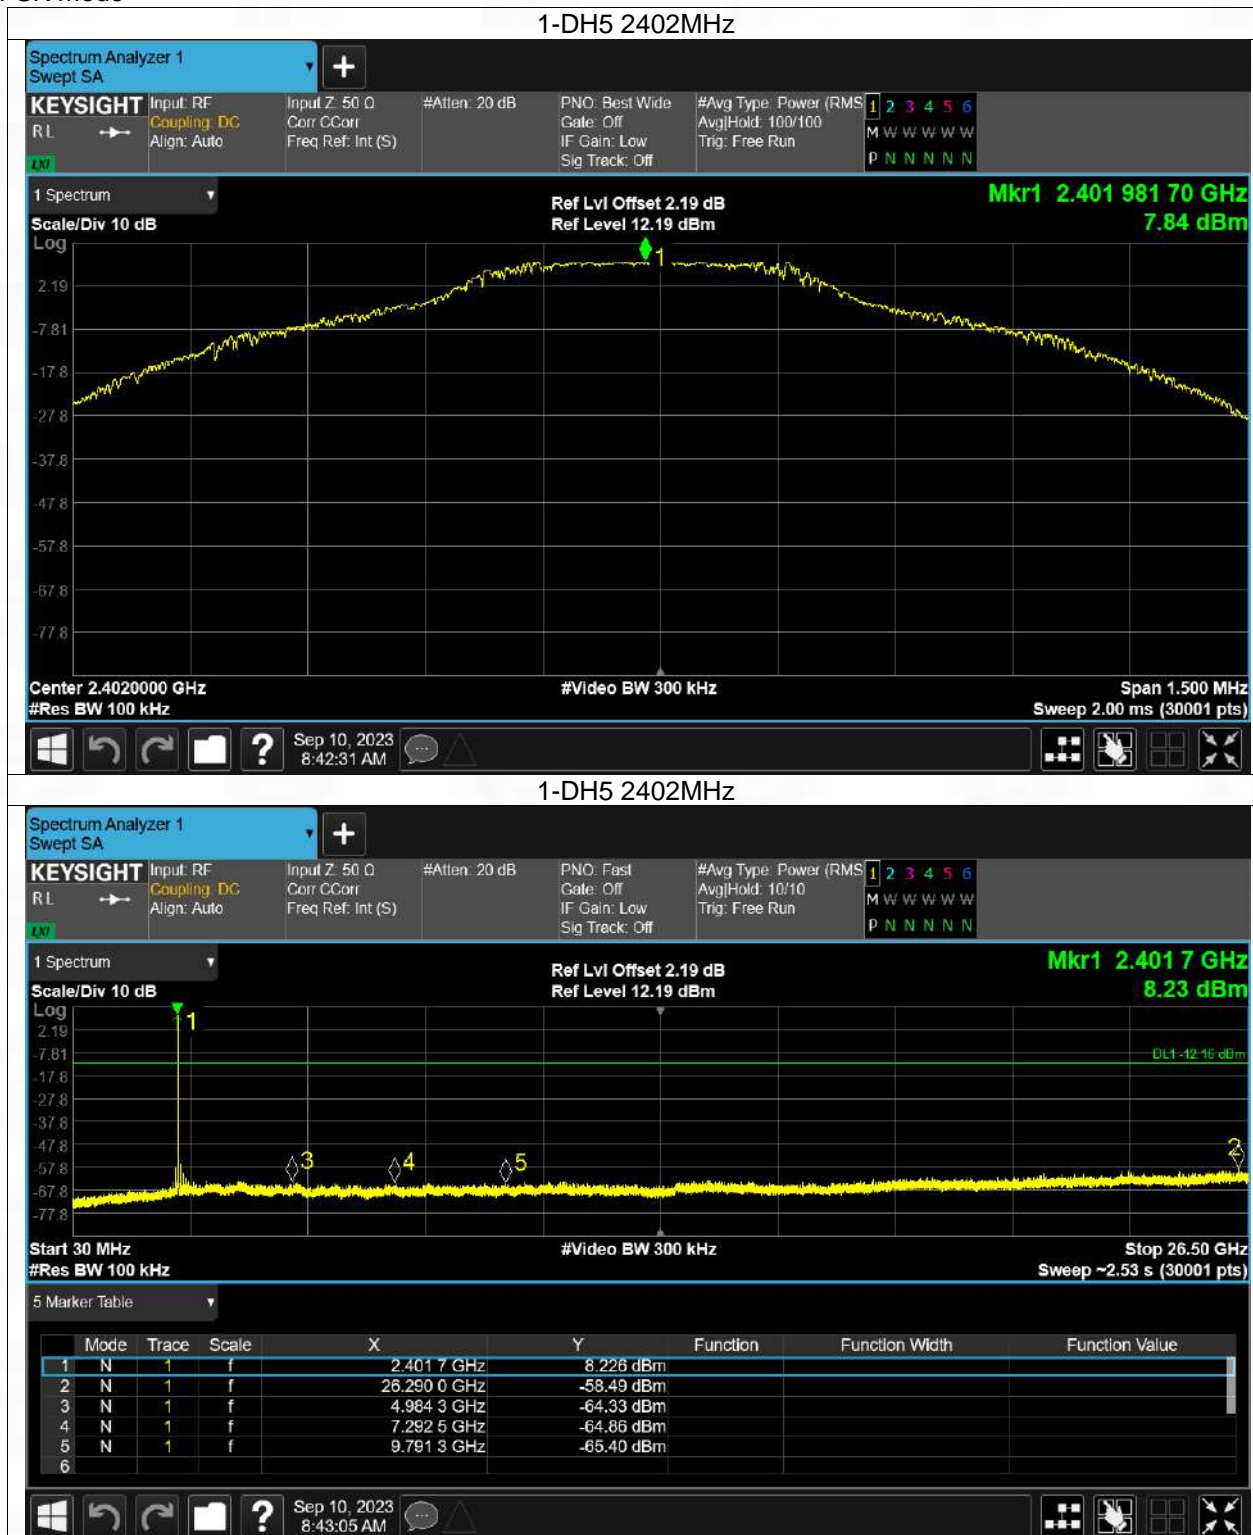 1-DH5 2402MHz
Spectrum Analyzer 1
Swept SA
+
KEYSIGHT
RL
LXI
Input: RF
Coupling: DC
Align: Auto
Input Z: 50 Ω
Corr CCorr
Freq Ref: Int (S)
#Atten: 20 dB
PNO: Best Wide
Gate: Off
IF Gain: Low
Sig Track: Off
#Avg Type: Power (RMS
Avg|Hold: 100/100
Trig: Free Run
1 2 3 4 5 6
M W W W W W
P N N N N N
1 Spectrum
Scale/Div 10 dB
Ref Lvl Offset 2.19 dB
Ref Level 12.19 dBm
Mkr1 2.401 981 70 GHz
7.84 dBm
Log
1
2.19
-7.81
-17.8
-27.8
-37.8
-47.8
-57.8
-67.8
-77.8
Center 2.4020000 GHz
#Res BW 100 kHz
#Video BW 300 kHz
Span 1.500 MHz
Sweep 2.00 ms (30001 pts)
?
Sep 10, 2023
8:42:31 AM
1-DH5 2402MHz
Spectrum Analyzer 1
Swept SA
+
KEYSIGHT
RL
LXI
Input: RF
Coupling: DC
Align: Auto
Input Z: 50 Ω
Corr CCorr
Freq Ref: Int (S)
#Atten: 20 dB
PNO: Fast
Gate: Off
IF Gain: Low
Sig Track: Off
#Avg Type: Power (RMS
Avg|Hold: 10/10
Trig: Free Run
1 2 3 4 5 6
M W W W W W
P N N N N N
1 Spectrum
Scale/Div 10 dB
Ref Lvl Offset 2.19 dB
Ref Level 12.19 dBm
Mkr1 2.401 7 GHz
8.23 dBm
Log
1
2.19
-7.81
DL1 -12.16 dBm
-17.8
-27.8
-37.8
-47.8
2
3 4 5
-57.8
-67.8
-77.8
Start 30 MHz
#Res BW 100 kHz
#Video BW 300 kHz
Stop 26.50 GHz
Sweep ~2.53 s (30001 pts)
5 Marker Table
Mode Trace Scale X Y Function Function Width Function Value
1 N 1 f 2.401 7 GHz 8.226 dBm
2 N 1 f 26.290 0 GHz -58.49 dBm
3 N 1 f 4.984 3 GHz -64.33 dBm
4 N 1 f 7.292 5 GHz -64.86 dBm
5 N 1 f 9.791 3 GHz -65.40 dBm
6
?
Sep 10, 2023
8:43:05 AM